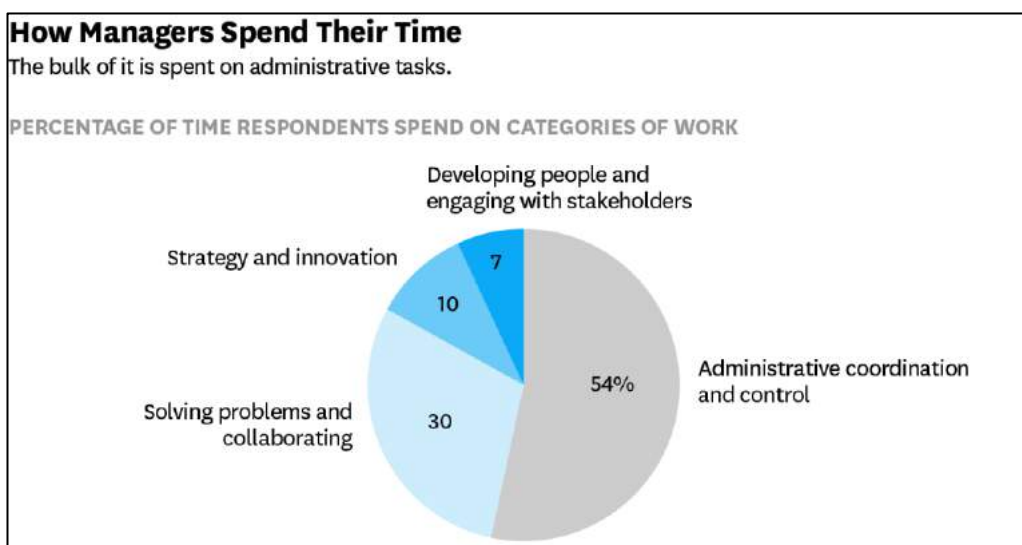 How Managers Spend Their Time
The bulk of it is spent on administrative tasks.
PERCENTAGE OF TIME RESPONDENTS SPEND ON CATEGORIES OF WORK
Developing people and
engaging with stakeholders
7
Strategy and innovation
10
Administrative coordination
and control
54%
Solving problems and
collaborating
30